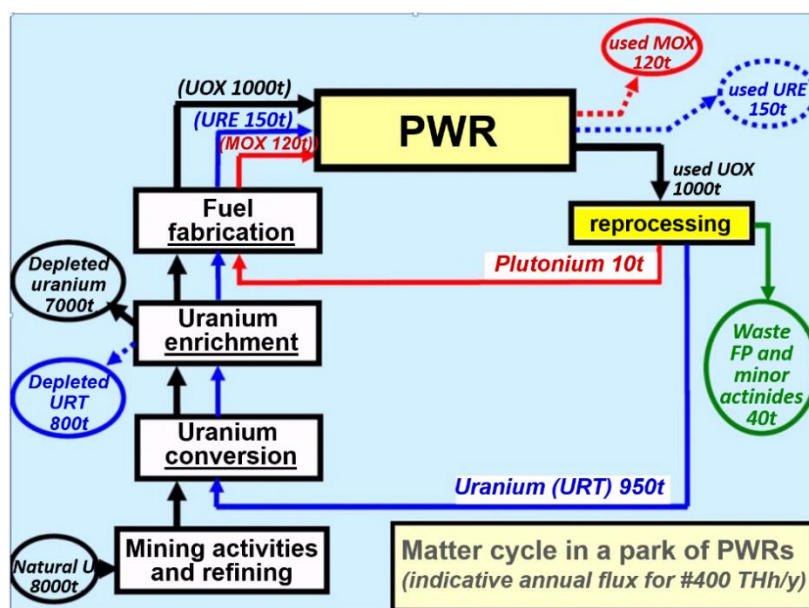 used MOX
120t
(UOX 1000t)
used URE
150t
(URE 150t)
PWR
(MOX 120t)
used UOX
1000t
Fuel
fabrication
reprocessing
Depleted
uranium
7000t
Plutonium 10t
Uranium
enrichment
Waste
FP and
minor
actinides
40t
Depleted
URT
800t
Uranium
conversion
Uranium (URT) 950t
Natural U
8000t
Mining activities
and refining
Matter cycle in a park of PWRs
(indicative annual flux for #400 THh/y)